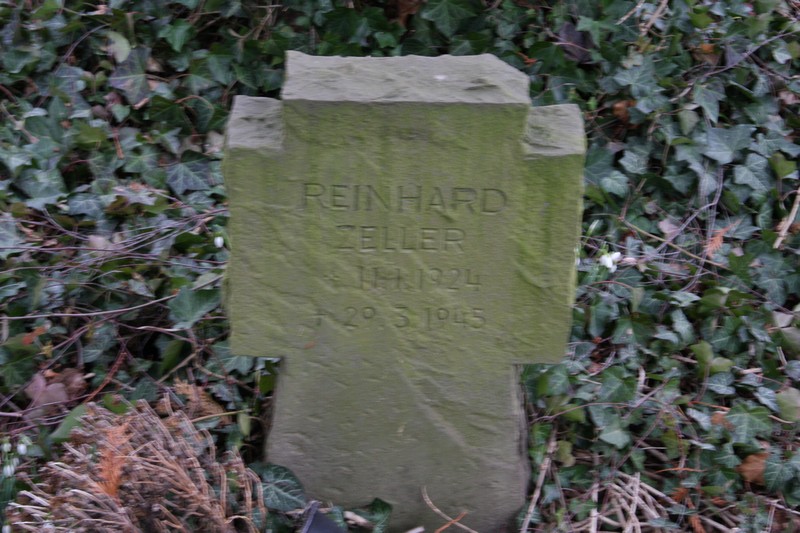 REINHARD
ZELLER
* 11.1.1924
+ 29.3.1945